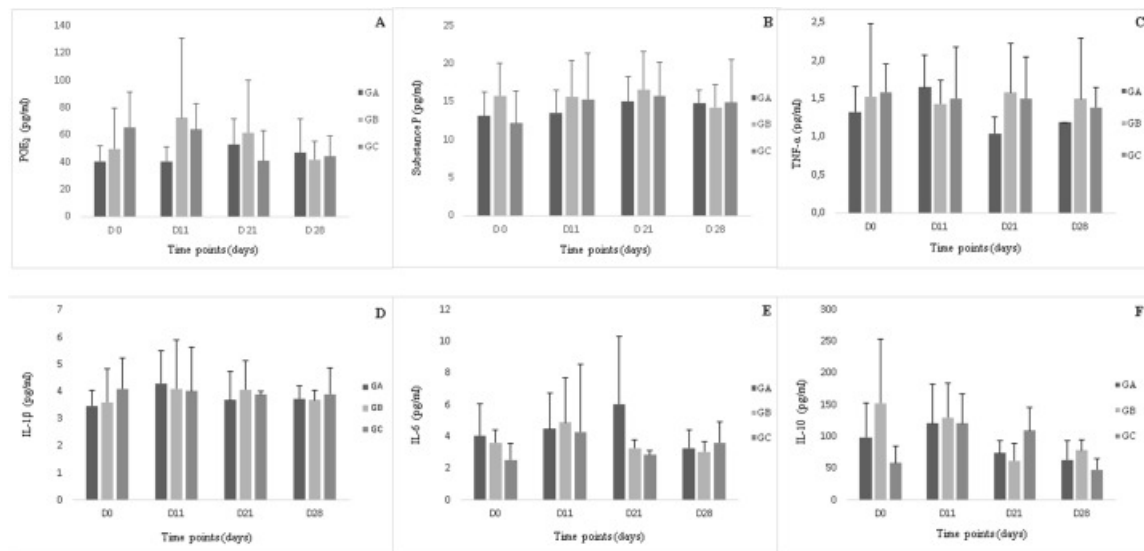 A
140
120
100
80
60
40
20
0
PGE₂ (pg/ml)
D 0 D11 D 21 D 28
Time points (days)
GA
GB
GC
B
25
20
15
10
5
0
Substance P (pg/ml)
D 0 D11 D 21 D 28
Time points (days)
GA
GB
GC
C
2,5
2,0
1,5
1,0
0,5
0,0
TNF-α (pg/ml)
D0 D11 D21 D28
Time points (days)
GA
GB
GC
D
7
6
5
4
3
2
1
0
IL-1β (pg/ml)
D0 D11 D21 D28
Time points (days)
GA
GB
GC
E
12
10
8
6
4
2
0
IL-6 (pg/ml)
D0 D11 D21 D28
Time points (days)
GA
GB
GC
F
300
250
200
150
100
50
0
IL-10 (pg/ml)
D0 D11 D21 D28
Time points (days)
GA
GB
GC